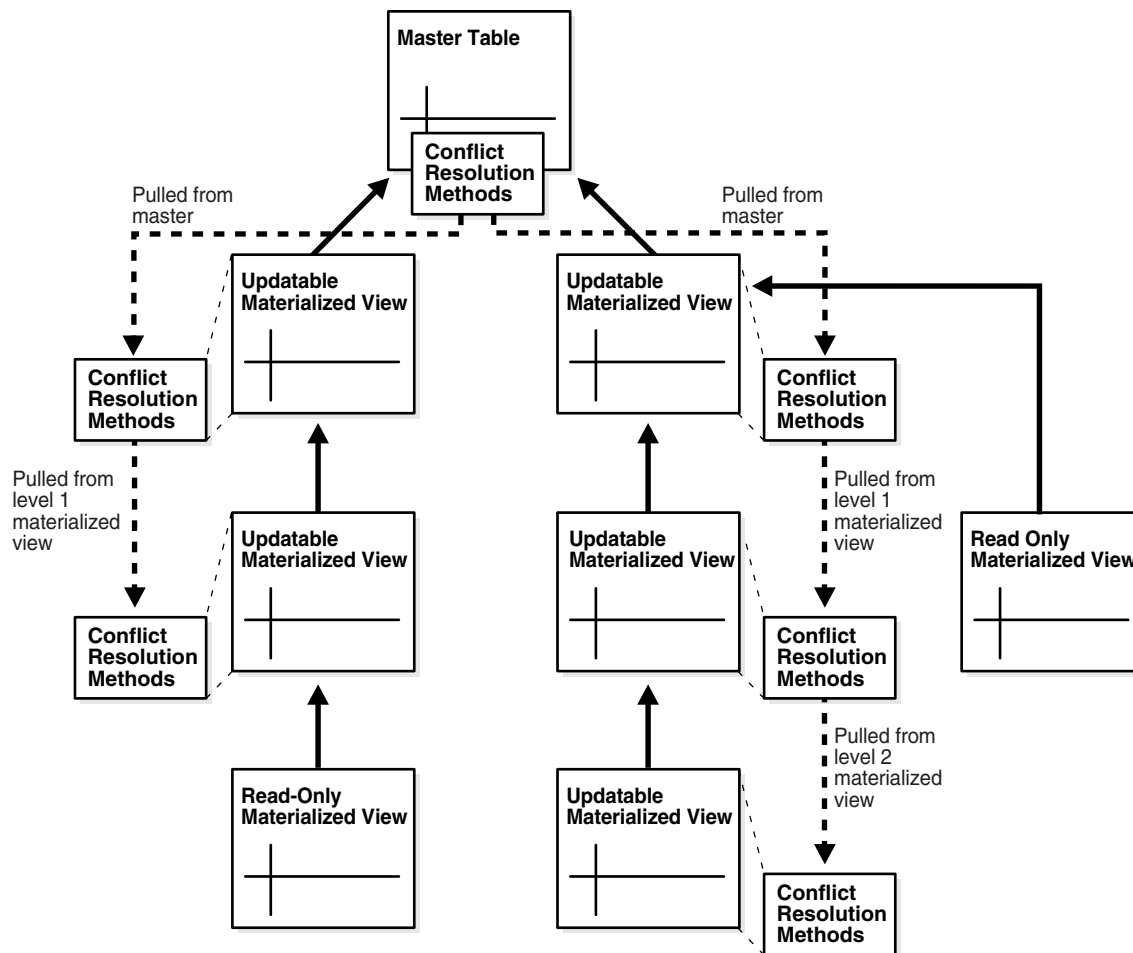 Master Table
Conflict
Resolution
Methods
Pulled from
master
Pulled from
master
Updatable
Materialized View
Updatable
Materialized View
Conflict
Resolution
Methods
Conflict
Resolution
Methods
Pulled from
level 1
materialized
view
Pulled from
level 1
materialized
view
Updatable
Materialized View
Updatable
Materialized View
Read Only
Materialized View
Conflict
Resolution
Methods
Conflict
Resolution
Methods
Pulled from
level 2
materialized
view
Read-Only
Materialized View
Updatable
Materialized View
Conflict
Resolution
Methods